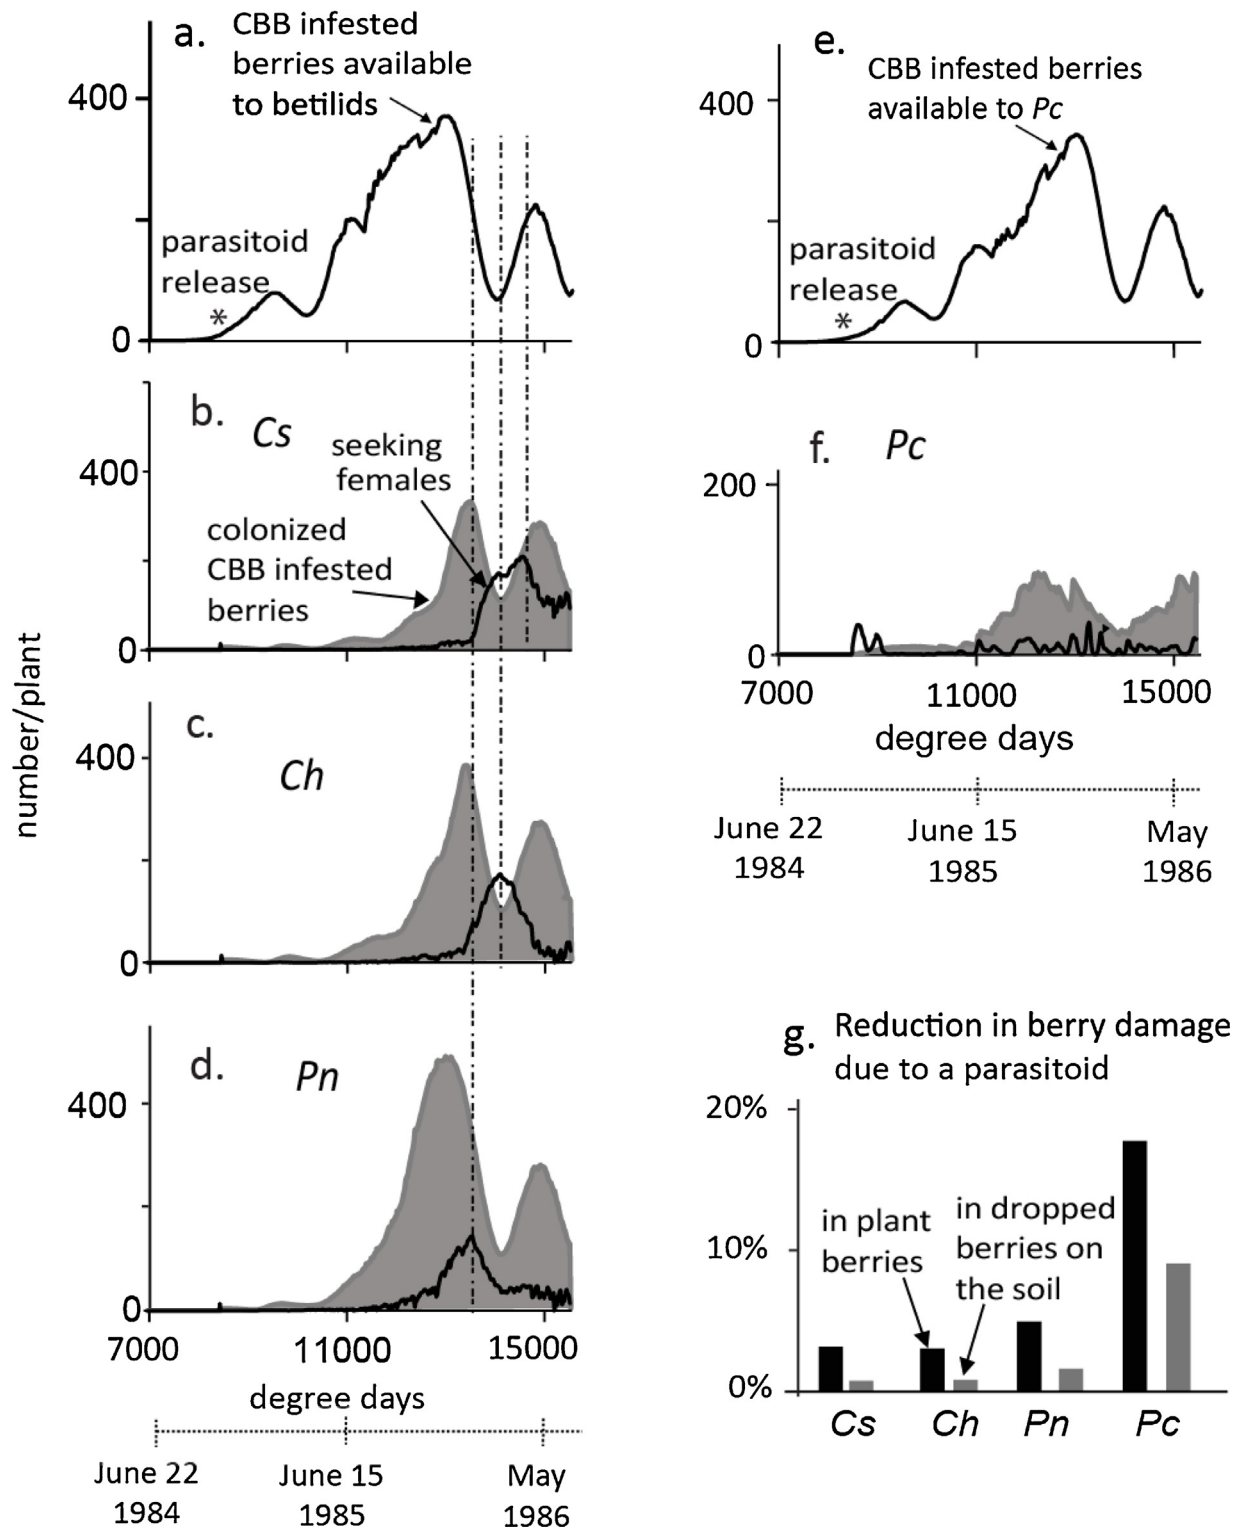 a.
CBB infested
berries available
to betilids
400
parasitoid
release
*
0
b.
Cs
seeking
females
400
colonized
CBB infested
berries
0
number/plant
c.
Ch
400
0
d.
Pn
400
0
7000
11000
15000
degree days
June 22
1984
June 15
1985
May
1986
e.
CBB infested berries
available to Pc
400
parasitoid
release
*
0
f.
Pc
200
0
7000
11000
15000
degree days
June 22
1984
June 15
1985
May
1986
g.
Reduction in berry damage
due to a parasitoid
20%
in plant
berries
in dropped
berries on
the soil
10%
0%
Cs
Ch
Pn
Pc